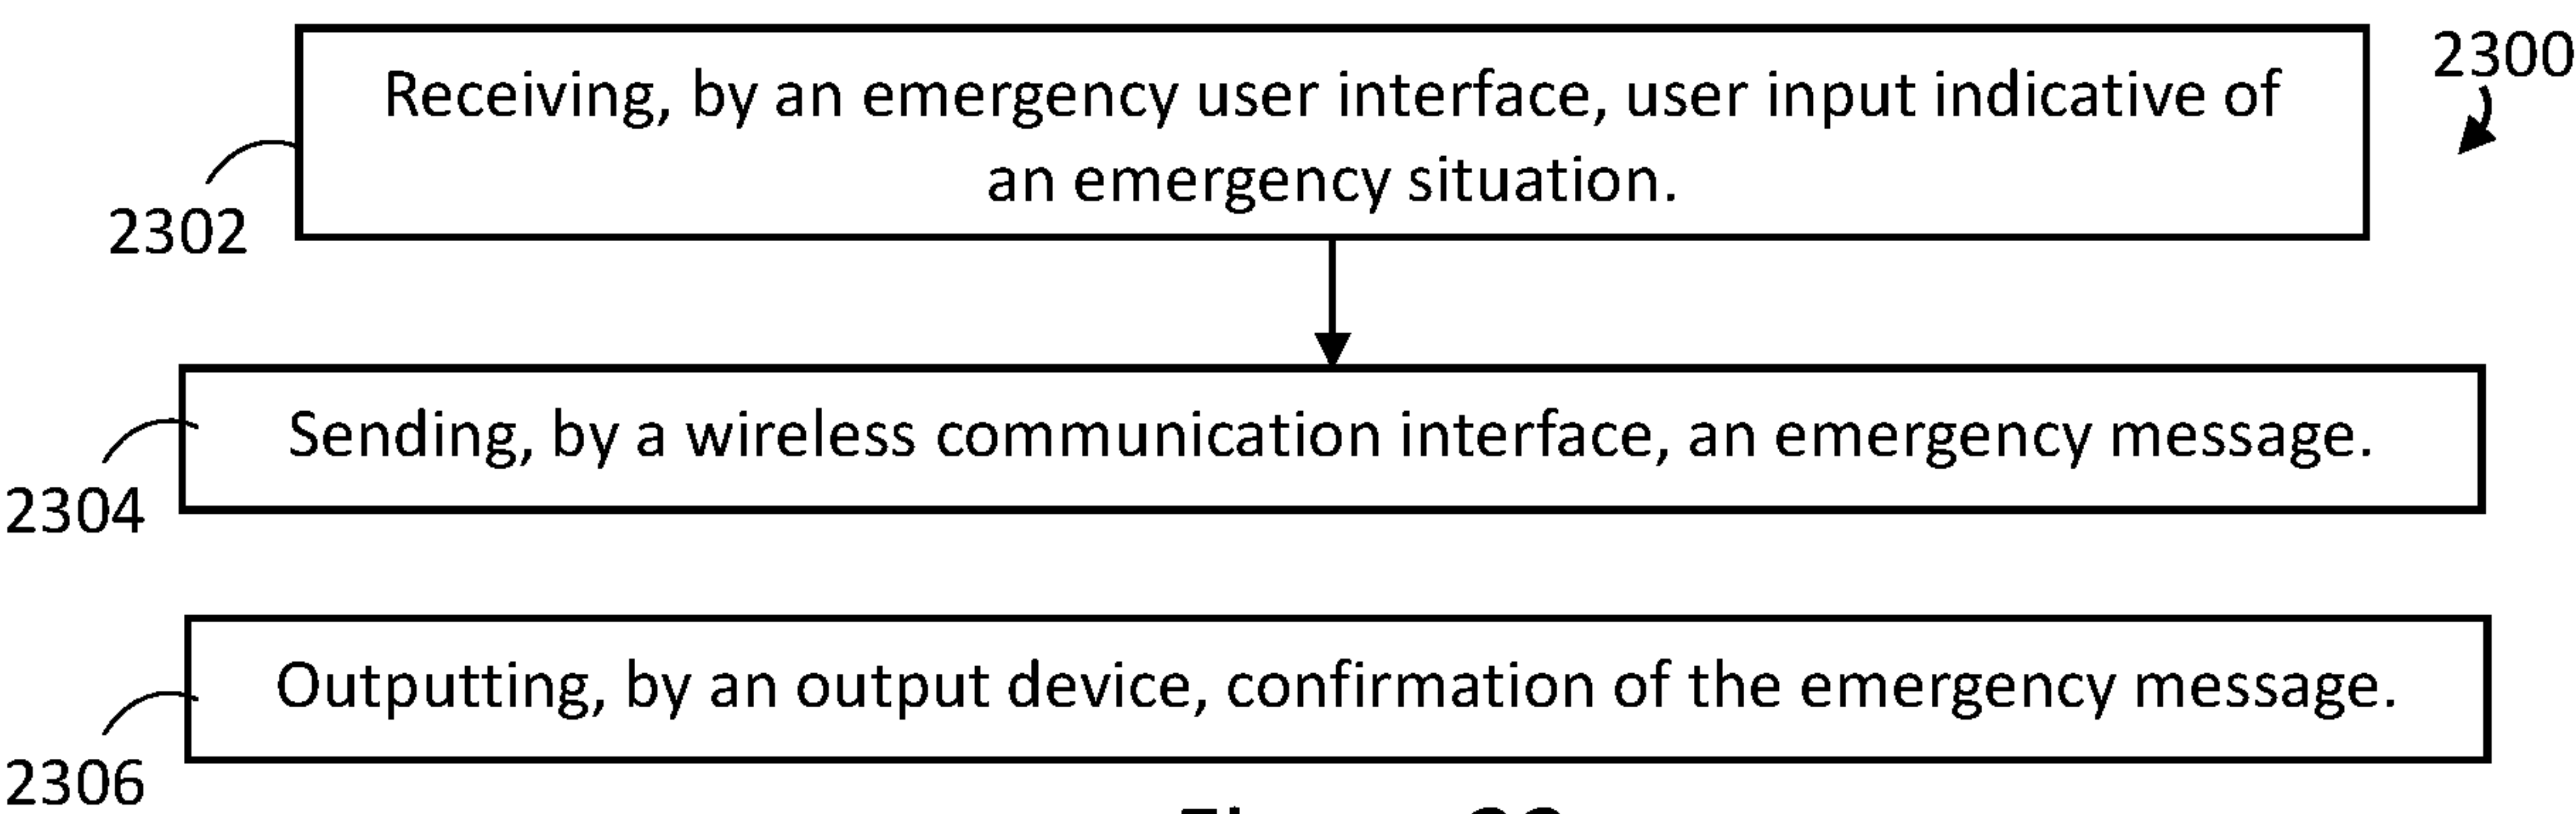 Receiving, by an emergency user interface, user input indicative of
an emergency situation.
2300
2302
Sending, by a wireless communication interface, an emergency message.
2304
Outputting, by an output device, confirmation of the emergency message.
2306